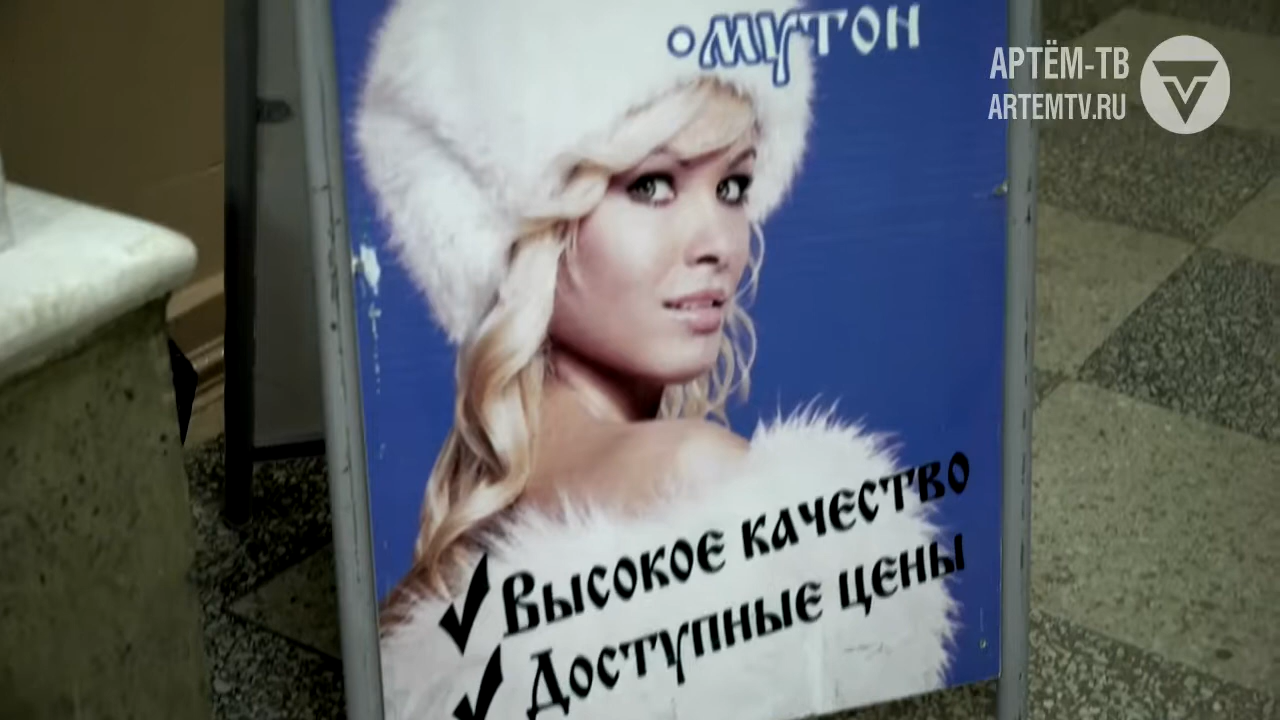 •МУТОН
АРТЁМ-ТВ
ARTEMTV.RU
✓Высокое качество
✓Доступные цены